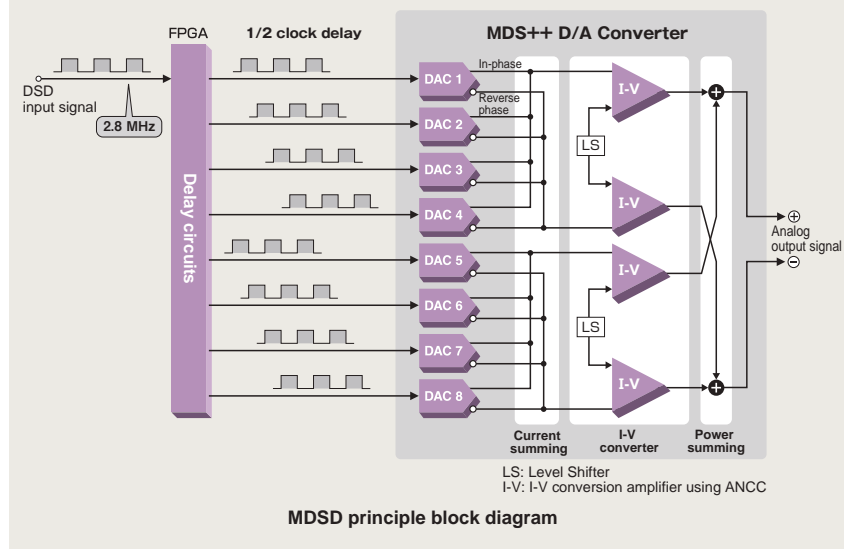 FPGA
1/2 clock delay
MDS++ D/A Converter
DSD
input signal
2.8 MHz
Delay circuits
In-phase
Reverse
phase
DAC 1
DAC 2
DAC 3
DAC 4
DAC 5
DAC 6
DAC 7
DAC 8
I-V
LS
I-V
I-V
LS
I-V
+
+
⊕
Analog
output signal
⊖
Current
summing
I-V
converter
Power
summing
LS: Level Shifter
I-V: I-V conversion amplifier using ANCC
MDSD principle block diagram